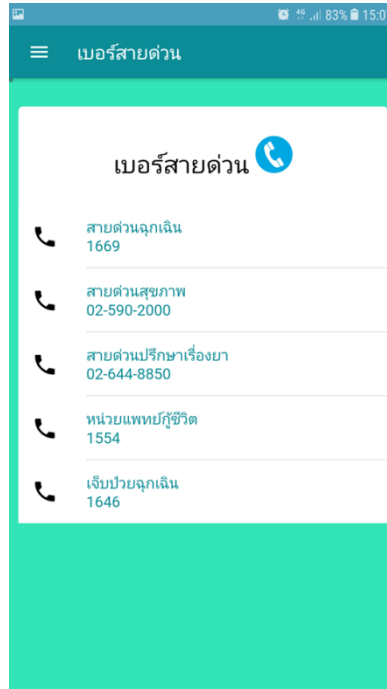 83% 15:0
เบอร์สายด่วน
เบอร์สายด่วน
สายด่วนฉุกเฉิน
1669
สายด่วนสุขภาพ
02-590-2000
สายด่วนปรึกษาเรื่องยา
02-644-8850
หน่วยแพทย์กู้ชีวิต
1554
เจ็บป่วยฉุกเฉิน
1646